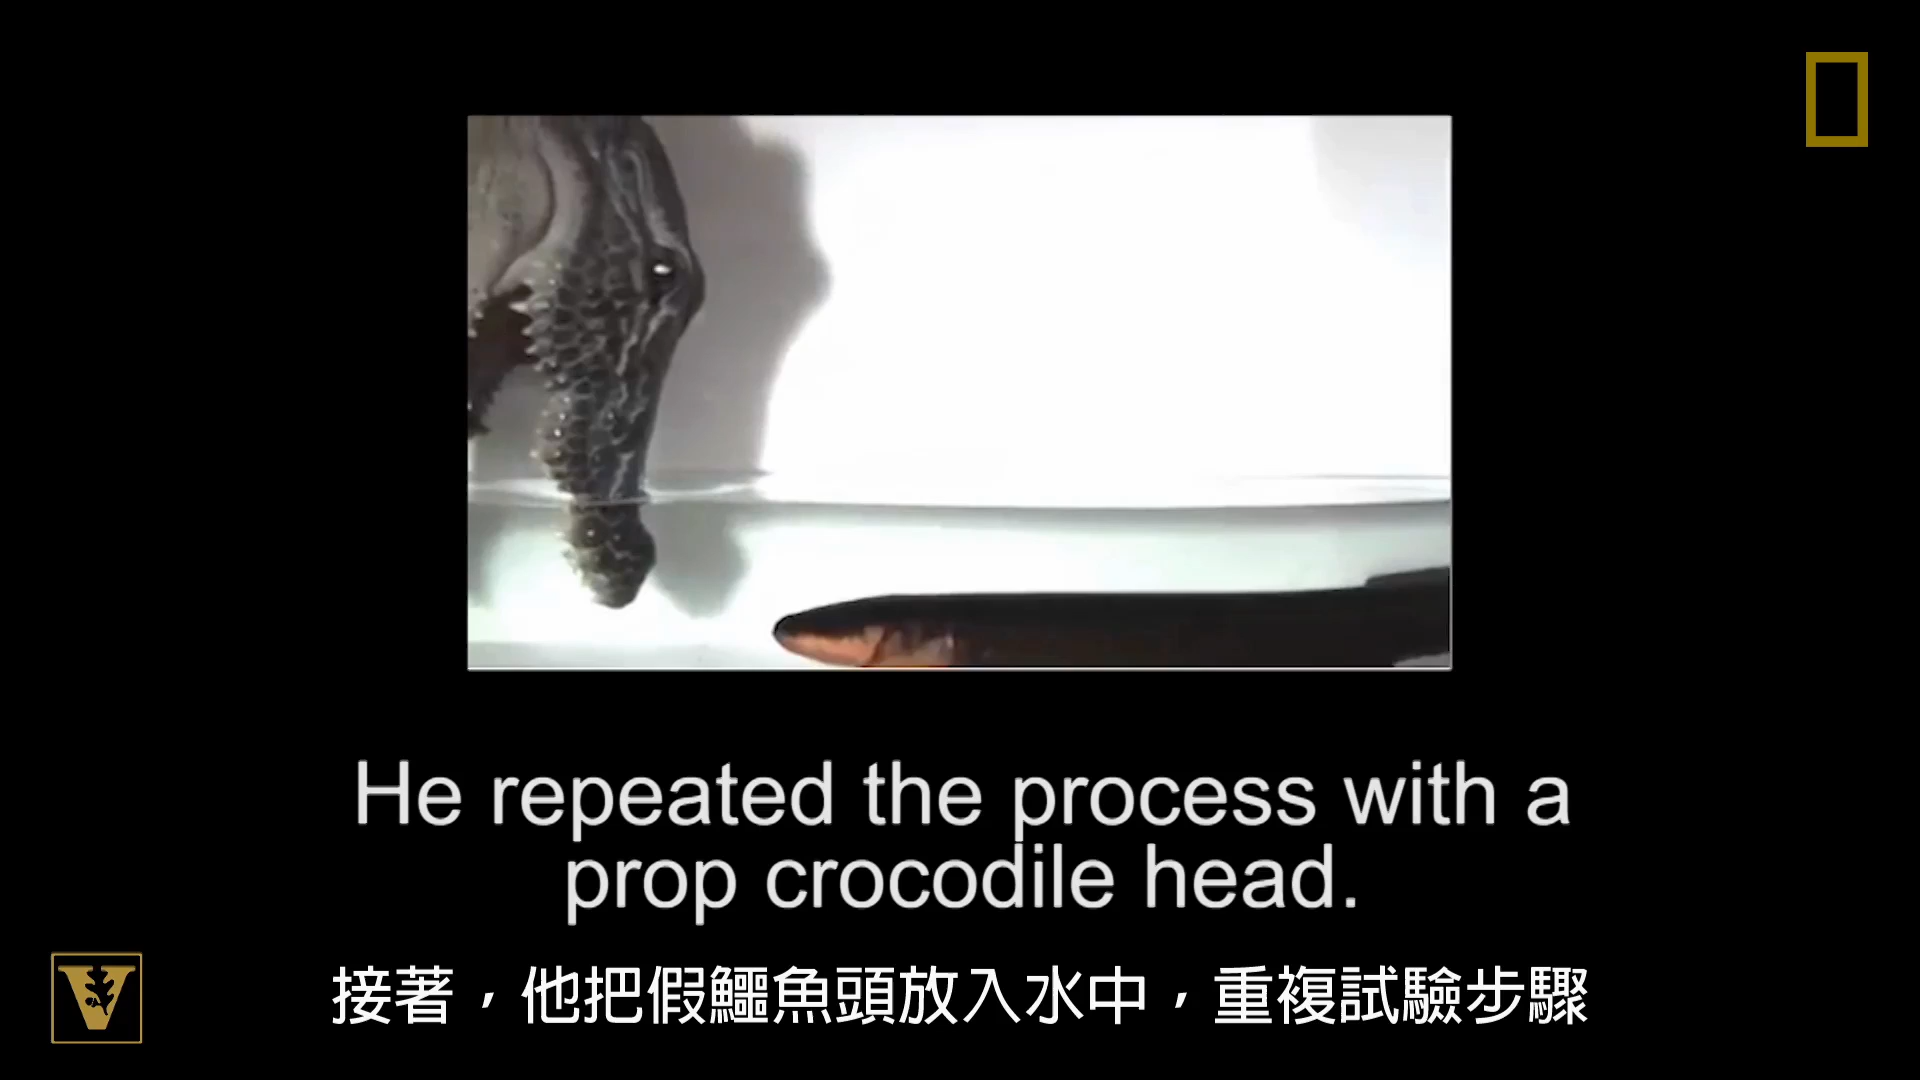 He repeated the process with a
prop crocodile head.
V
接著，他把假鱷魚頭放入水中，重複試驗步驟